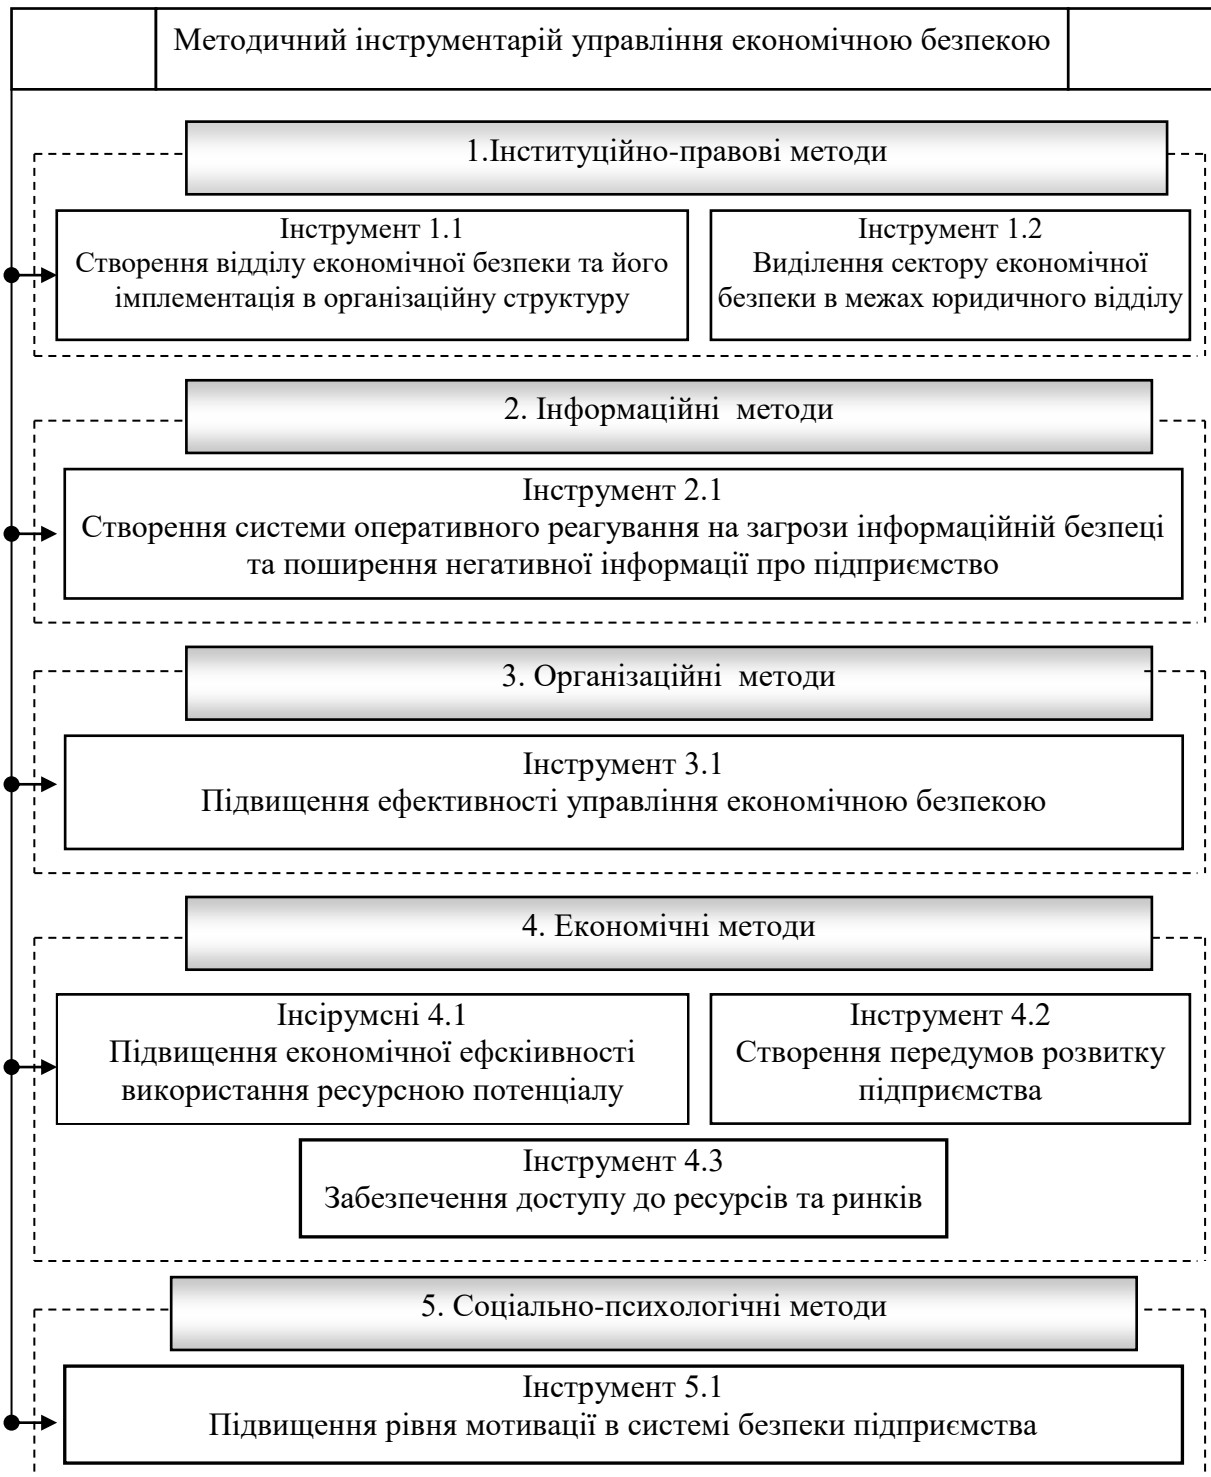 Методичний інструментарій управління економічною безпекою
1.Інституційно-правові методи
Інструмент 1.1
Створення відділу економічної безпеки та його
імплементація в організаційну структуру
Інструмент 1.2
Виділення сектору економічної
безпеки в межах юридичного відділу
2. Інформаційні методи
Інструмент 2.1
Створення системи оперативного реагування на загрози інформаційній безпеці
та поширення негативної інформації про підприємство
3. Організаційні методи
Інструмент 3.1
Підвищення ефективності управління економічною безпекою
4. Економічні методи
Інсірумсні 4.1
Підвищення економічної ефскіивності
використання ресурсною потенціалу
Інструмент 4.2
Створення передумов розвитку
підприємства
Інструмент 4.3
Забезпечення доступу до ресурсів та ринків
5. Соціально-психологічні методи
Інструмент 5.1
Підвищення рівня мотивації в системі безпеки підприємства